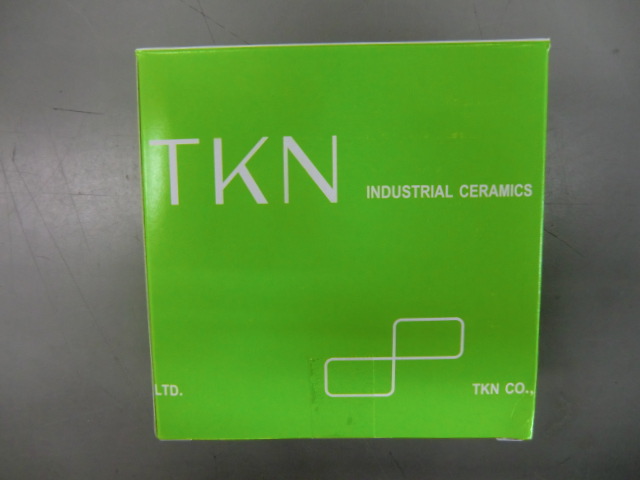 TKN INDUSTRIAL CERAMICS
LTD. TKN CO.,